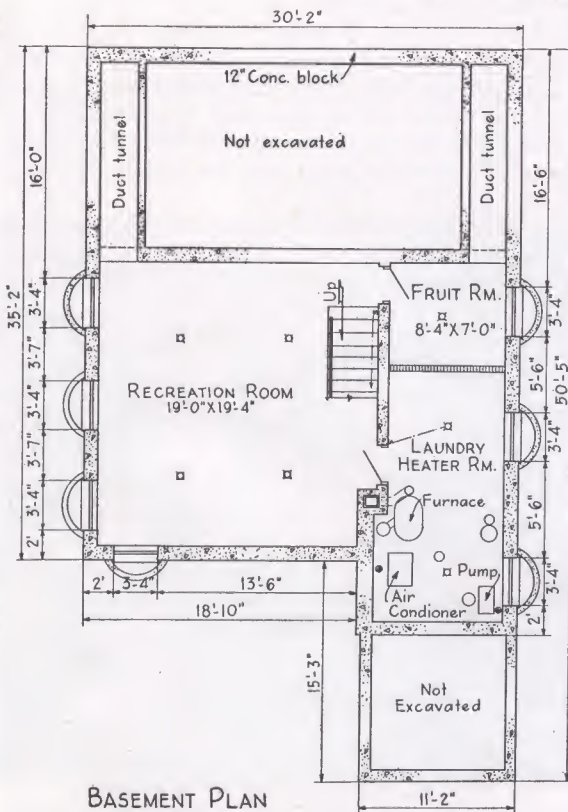 30'-2"
12" Conc. block
Not excavated
Duct tunnel
Duct tunnel
16'-0"
16'-6"
35'-2"
50'-5"
Up
FRUIT RM.
8'-4"X7'-0"
3'-4"
3'-7"
3'-4"
3'-7"
3'-4"
2'
3'-4"
5'-6"
3'-4"
5'-6"
3'-4"
2'
RECREATION ROOM
19'-0"X19'-4"
LAUNDRY
HEATER RM.
Furnace
Pump
Air
Condioner
2'
3'-4"
13'-6"
18'-10"
15'-3"
Not
Excavated
BASEMENT PLAN
11'-2"